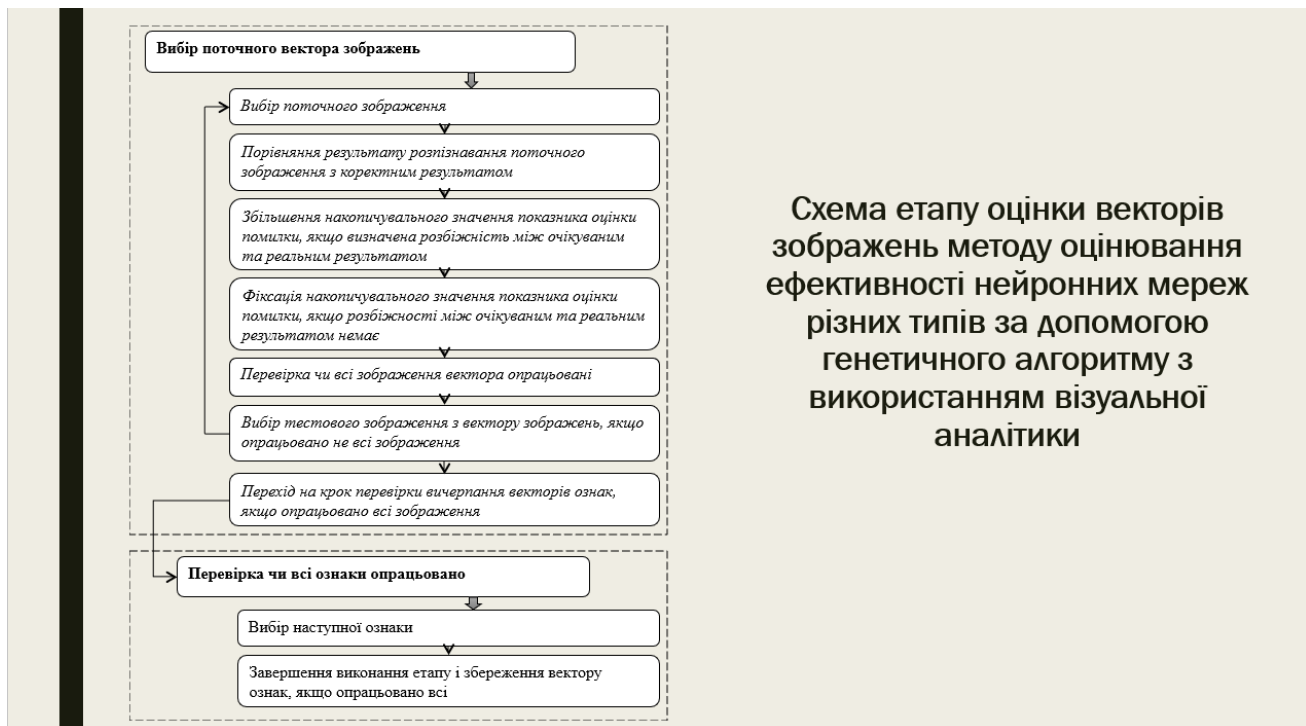 Вибір поточного вектора зображень
Вибір поточного зображення
Порівняння результату розпізнавання поточного
зображення з коректним результатом
Збільшення накопичувального значення показника оцінки
помилки, якщо визначена розбіжність між очікуваним
та реальним результатом
Фіксація накопичувального значення показника оцінки
помилки, якщо розбіжності між очікуваним та реальним
результатом немає
Перевірка чи всі зображення вектора опрацьовані
Вибір тестового зображення з вектору зображень, якщо
опрацьовано не всі зображення
Перехід на крок перевірки вичерпання векторів ознак,
якщо опрацьовано всі зображення
Перевірка чи всі ознаки опрацьовано
Вибір наступної ознаки
Завершення виконання етапу і збереження вектору
ознак, якщо опрацьовано всі
Схема етапу оцінки векторів
зображень методу оцінювання
ефективності нейронних мереж
різних типів за допомогою
генетичного алгоритму з
використанням візуальної
аналітики